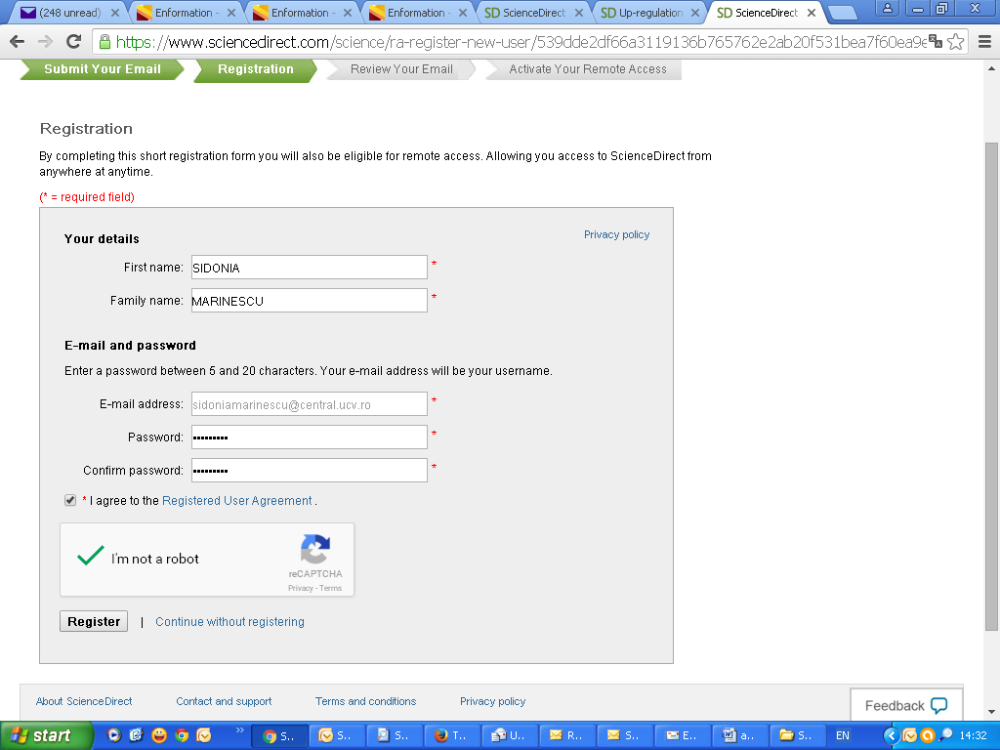 (248 unread)
Enformation -
Enformation -
Enformation -
SD ScienceDirect
SD Up-regulation
SD ScienceDirect
https://www.sciencedirect.com/science/ra-register-new-user/
Submit Your Email
Registration
Review Your Email
Activate Your Remote Access
Registration
By completing this short registration form you will also be eligible for remote access. Allowing you access to ScienceDirect from
anywhere at anytime.
(* = required field)
Your details
Privacy policy
First name: SIDONIA *
Family name: MARINESCU *
E-mail and password
Enter a password between 5 and 20 characters. Your e-mail address will be your username.
E-mail address: sidoniamarinescu@central.ucv.ro *
Password: ••••••••• *
Confirm password: ••••••••• *
* I agree to the Registered User Agreement .
I'm not a robot
reCAPTCHA
Privacy - Terms
Register | Continue without registering
About ScienceDirect
Contact and support
Terms and conditions
Privacy policy
Feedback
start
S..
S..
S..
T..
U..
R..
S..
E..
a..
S..
EN
14:32